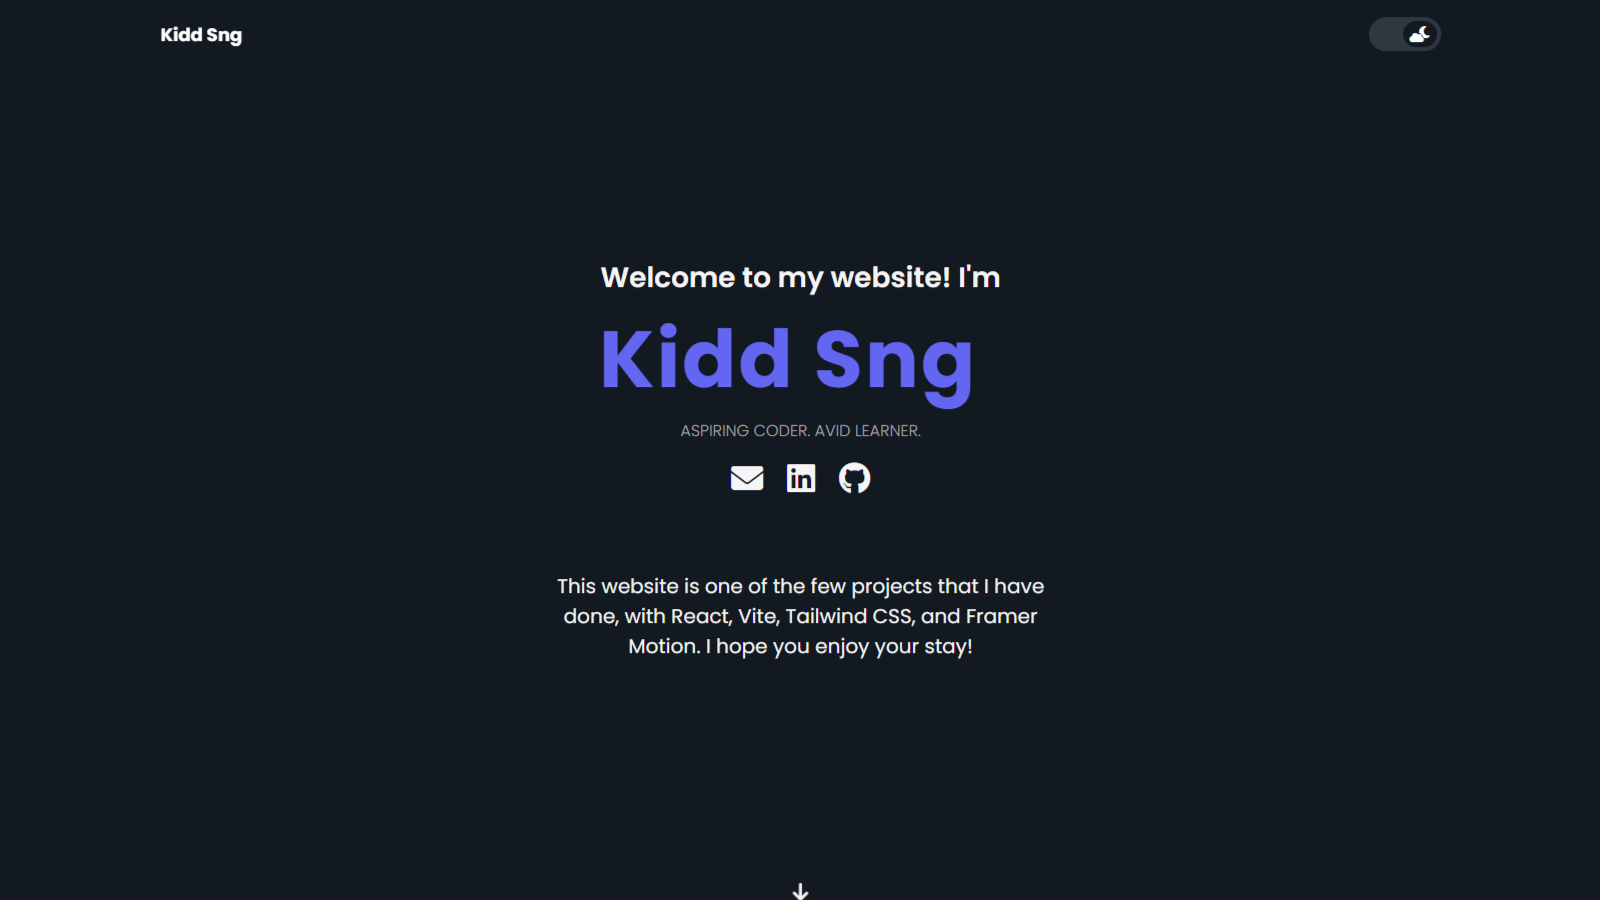 Kidd Sng
Welcome to my website! I'm
Kidd Sng
ASPIRING CODER. AVID LEARNER.
in
This website is one of the few projects that I have
done, with React, Vite, Tailwind CSS, and Framer
Motion. I hope you enjoy your stay!